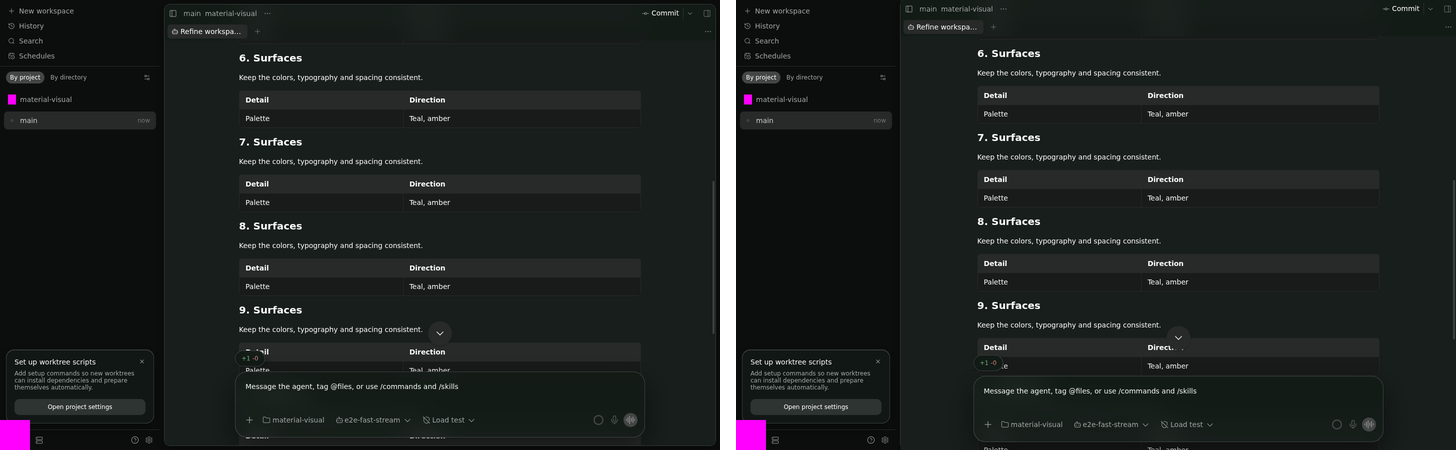 New workspace
History
Search
Schedules
By project By directory
material-visual
main now
Set up worktree scripts
Add setup commands so new worktrees
can install dependencies and prepare
themselves automatically.
Open project settings
main material-visual
Commit
Refine workspa...
6. Surfaces
Keep the colors, typography and spacing consistent.
Detail Direction
Palette Teal, amber
7. Surfaces
Keep the colors, typography and spacing consistent.
Detail Direction
Palette Teal, amber
8. Surfaces
Keep the colors, typography and spacing consistent.
Detail Direction
Palette Teal, amber
9. Surfaces
Keep the colors, typography and spacing consistent.
Direction
+1 -0
Palette Teal, amber
Message the agent, tag @files, or use /commands and /skills
material-visual e2e-fast-stream Load test
Detail Direction
New workspace
History
Search
Schedules
By project By directory
material-visual
main now
Set up worktree scripts
Add setup commands so new worktrees
can install dependencies and prepare
themselves automatically.
Open project settings
main material-visual
Commit
Refine workspa...
6. Surfaces
Keep the colors, typography and spacing consistent.
Detail Direction
Palette Teal, amber
7. Surfaces
Keep the colors, typography and spacing consistent.
Detail Direction
Palette Teal, amber
8. Surfaces
Keep the colors, typography and spacing consistent.
Detail Direction
Palette Teal, amber
9. Surfaces
Keep the colors, typography and spacing consistent.
Detail Direction
+1 -0
Teal, amber
Message the agent, tag @files, or use /commands and /skills
material-visual e2e-fast-stream Load test
Palette Teal, amber